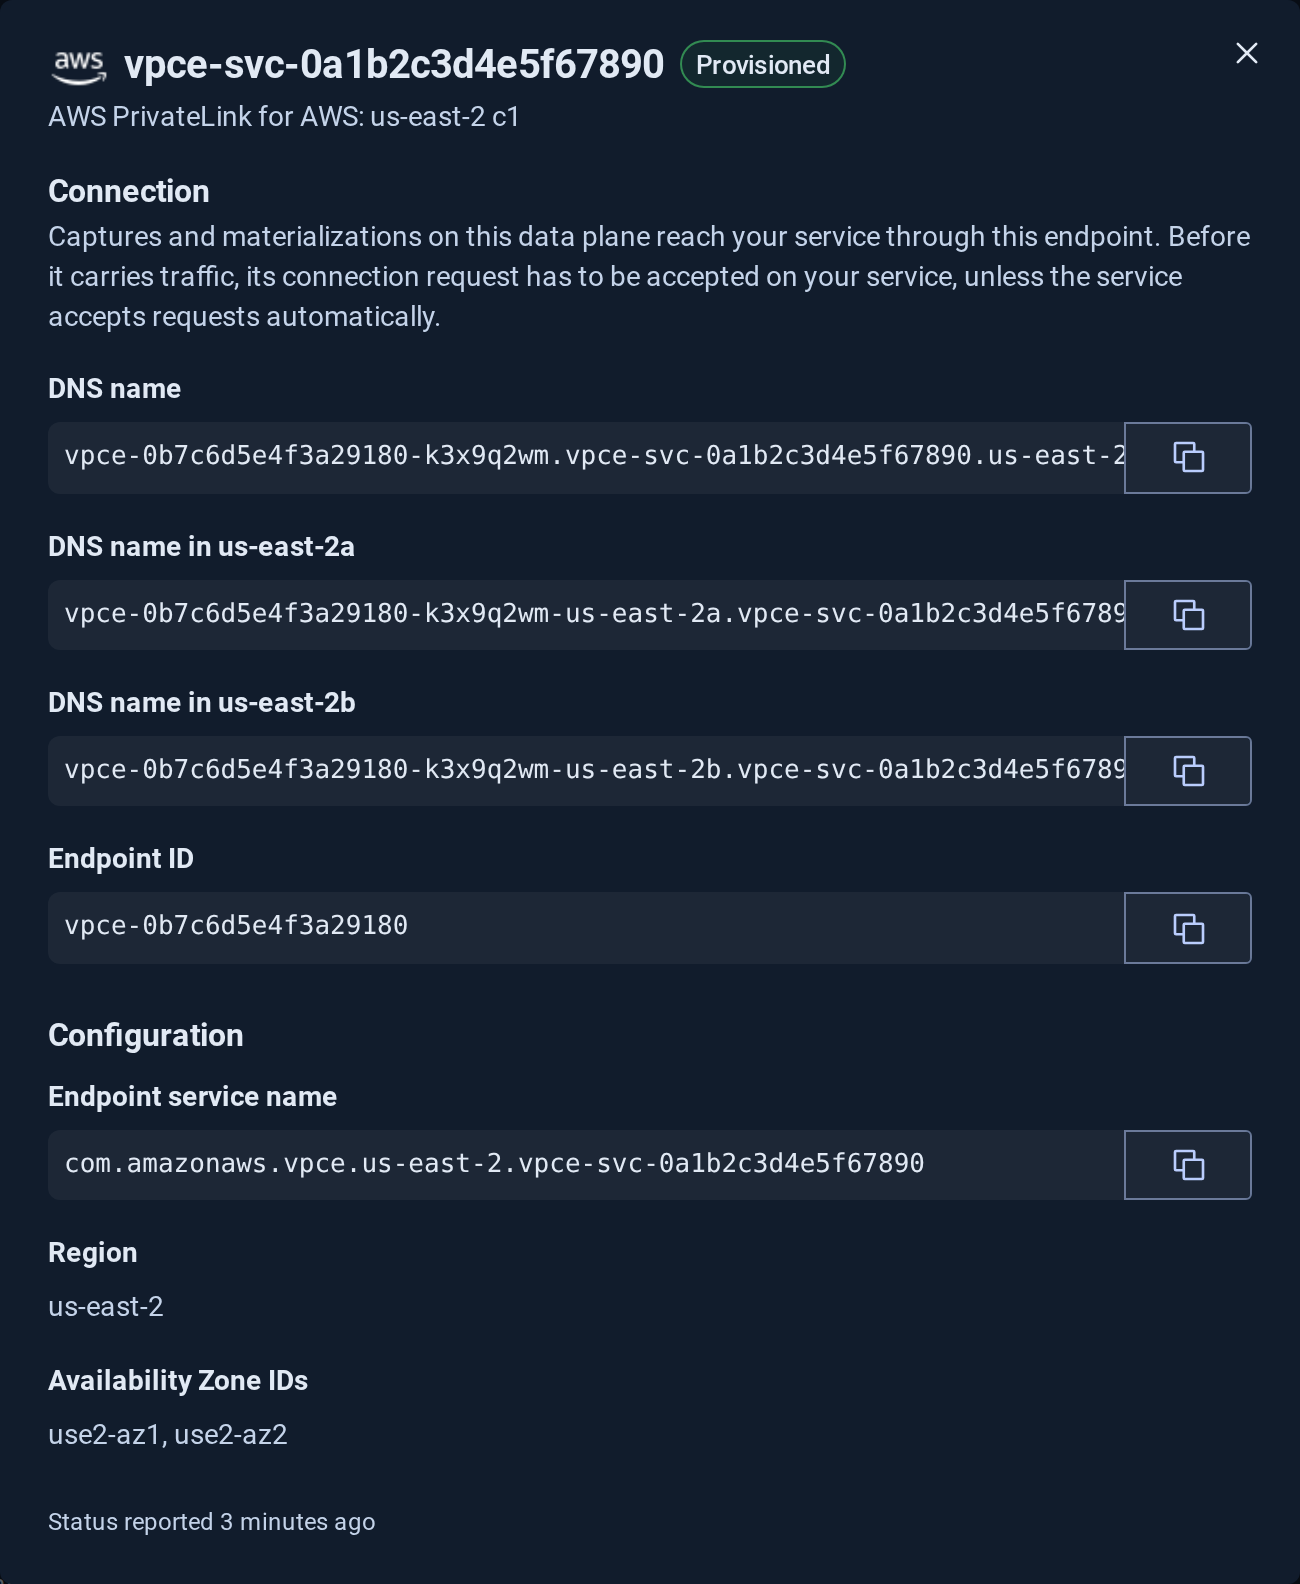 aws vpce-svc-0a1b2c3d4e5f67890 Provisioned
AWS PrivateLink for AWS: us-east-2 c1
Connection
Captures and materializations on this data plane reach your service through this endpoint. Before
it carries traffic, its connection request has to be accepted on your service, unless the service
accepts requests automatically.
DNS name
vpce-0b7c6d5e4f3a29180-k3x9q2wm.vpce-svc-0a1b2c3d4e5f67890.us-east-2
DNS name in us-east-2a
vpce-0b7c6d5e4f3a29180-k3x9q2wm-us-east-2a.vpce-svc-0a1b2c3d4e5f6789
DNS name in us-east-2b
vpce-0b7c6d5e4f3a29180-k3x9q2wm-us-east-2b.vpce-svc-0a1b2c3d4e5f6789
Endpoint ID
vpce-0b7c6d5e4f3a29180
Configuration
Endpoint service name
com.amazonaws.vpce.us-east-2.vpce-svc-0a1b2c3d4e5f67890
Region
us-east-2
Availability Zone IDs
use2-az1, use2-az2
Status reported 3 minutes ago